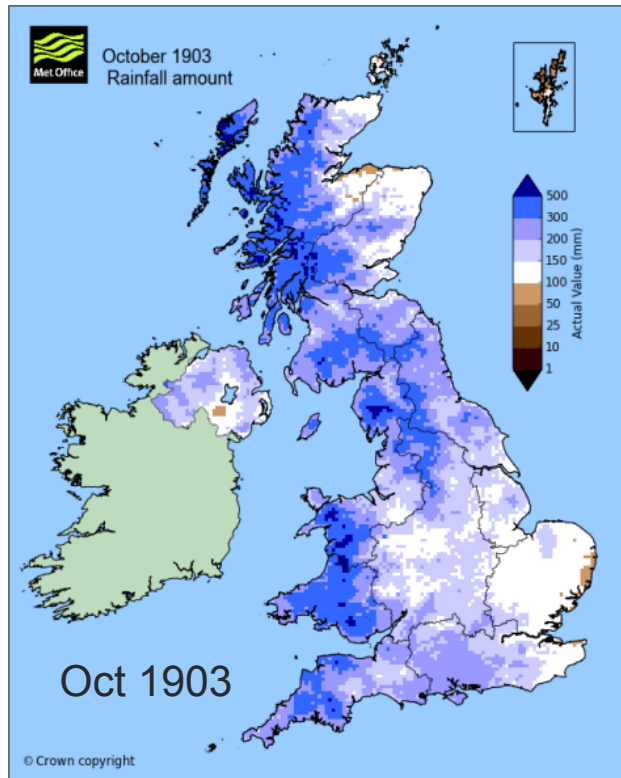 Met Office
October 1903
Rainfall amount
500
300
200
150
100
50
25
10
1
Actual Value (mm)
Oct 1903
© Crown copyright